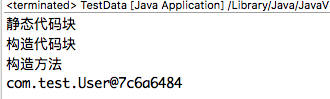 <terminated> TestData [Java Application] /Library/Java/JavaV
静态代码块
构造代码块
构造方法
com.test.User@7c6a6484